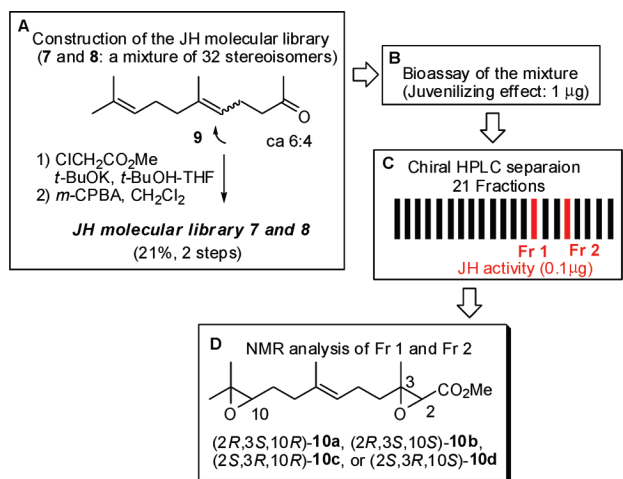 A
Construction of the JH molecular library
(7 and 8: a mixture of 32 stereoisomers)
O
9
ca 6:4
1) ClCH2CO2Me
t-BuOK, t-BuOH-THF
2) m-CPBA, CH2Cl2
JH molecular library 7 and 8
(21%, 2 steps)
B
Bioassay of the mixture
(Juvenilizing effect: 1 μg)
C
Chiral HPLC separaion
21 Fractions
Fr 1 Fr 2
JH activity (0.1μg)
D
NMR analysis of Fr 1 and Fr 2
3
CO2Me
O 10
O 2
(2R,3S,10R)-10a, (2R,3S,10S)-10b,
(2S,3R,10R)-10c, or (2S,3R,10S)-10d